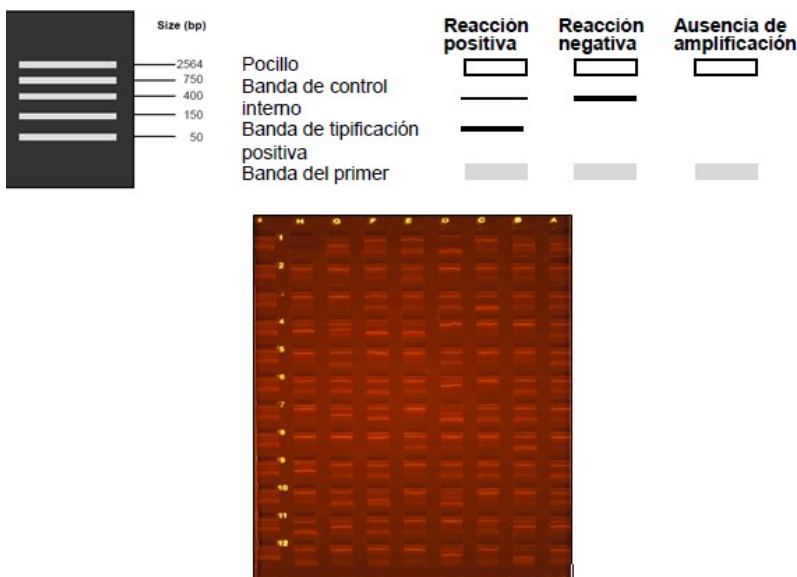 Size (bp)
2564
750
400
150
50
Reacción positiva
Reacción negativa
Ausencia de amplificación
Pocillo
Banda de control interno
Banda de tipificación positiva
Banda del primer
H G F E D C B A
1
2
3
4
5
6
7
8
9
10
11
12